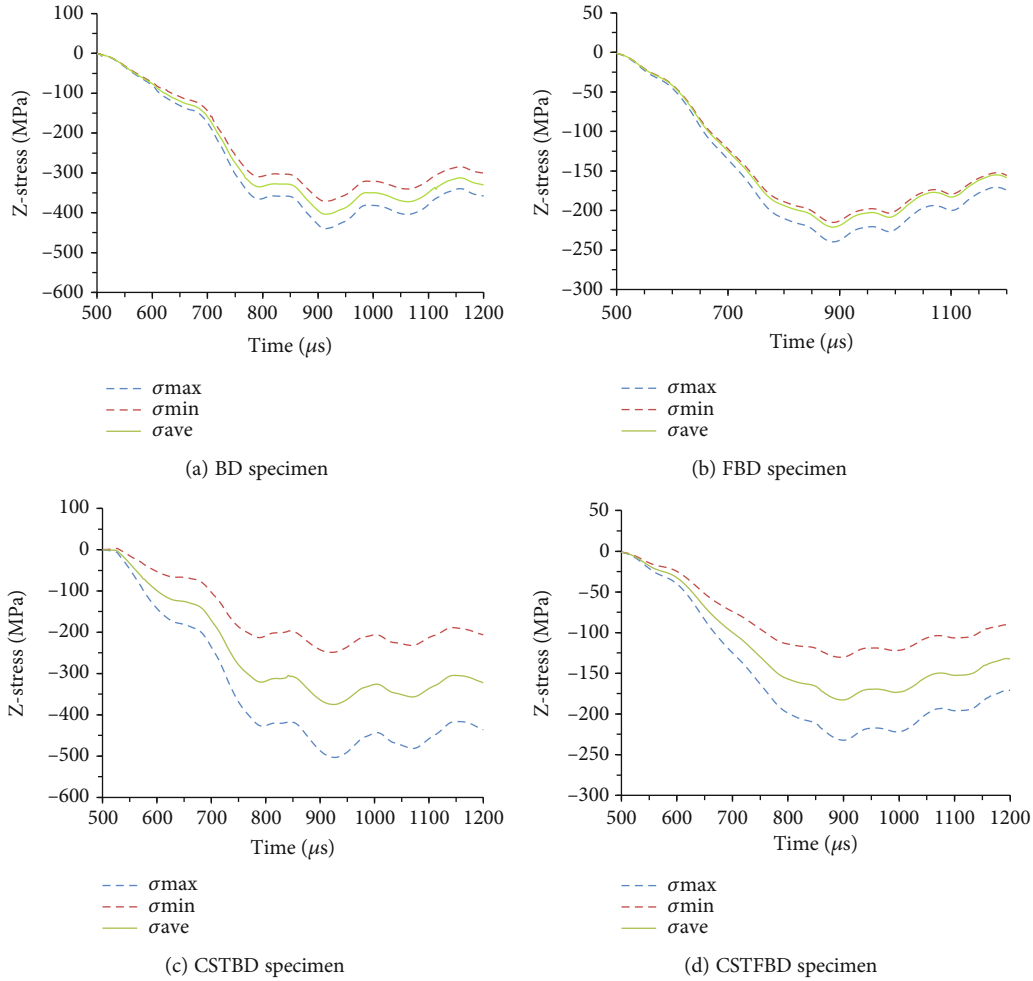 100
0
−100
−200
−300
−400
−500
−600
Z-stress (MPa)
500 600 700 800 900 1000 1100 1200
Time (μs)
σmax
σmin
σave
(a) BD specimen
50
0
−50
−100
−150
−200
−250
−300
Z-stress (MPa)
500 700 900 1100
Time (μs)
σmax
σmin
σave
(b) FBD specimen
100
0
−100
−200
−300
−400
−500
−600
Z-stress (MPa)
500 600 700 800 900 1000 1100 1200
Time (μs)
σmax
σmin
σave
(c) CSTBD specimen
50
0
−50
−100
−150
−200
−250
−300
Z-stress (MPa)
500 600 700 800 900 1000 1100 1200
Time (μs)
σmax
σmin
σave
(d) CSTFBD specimen